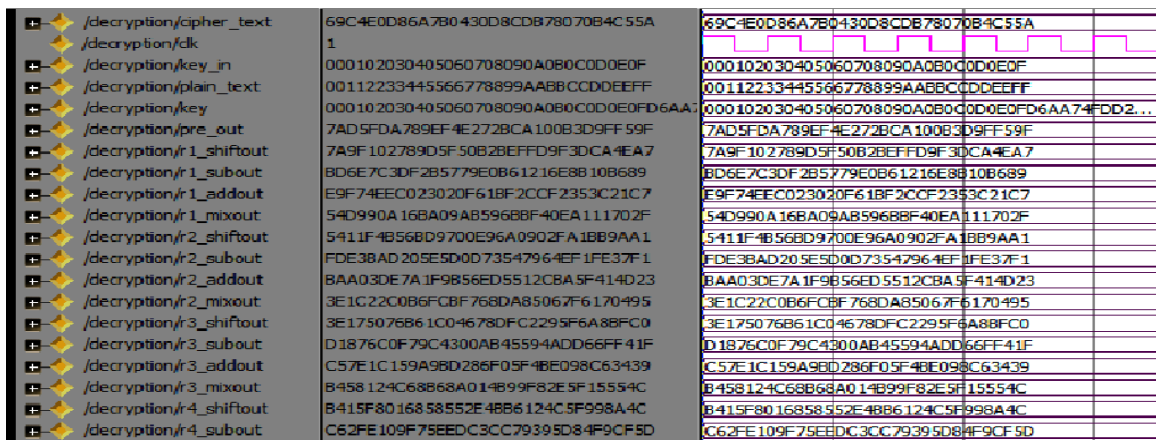 /decryption/cipher_text 69C4E0D86A7B0430D8CDB78070B4C55A 69C4E0D86A7B0430D8CDB78070B4C55A
/decryption/clk 1
/decryption/key_in 000102030405060708090A0B0C0D0E0F 000102030405060708090A0B0C0D0E0F
/decryption/plain_text 00112233445566778899AABBCCDDEEFF 00112233445566778899AABBCCDDEEFF
/decryption/key 000102030405060708090A0B0C0D0E0FD6AA7 000102030405060708090A0B0C0D0E0FD6AA74FDD2...
/decryption/pre_out 7AD5FDA789EF4E272BCA100B3D9FF59F 7AD5FDA789EF4E272BCA100B3D9FF59F
/decryption/r1_shiftout 7A9F102789D5F50B2BEFFD9F3DCA4EA7 7A9F102789D5F50B2BEFFD9F3DCA4EA7
/decryption/r1_subout BD6E7C3DF2B5779E0B61216E8B10B689 BD6E7C3DF2B5779E0B61216E8B10B689
/decryption/r1_addout E9F74EEC023020F61BF2CCF2353C21C7 E9F74EEC023020F61BF2CCF2353C21C7
/decryption/r1_mixout 54D990A16BA09AB596BBF40EA111702F 54D990A16BA09AB596BBF40EA111702F
/decryption/r2_shiftout 5411F4B56BD9700E96A0902FA1BB9AA1 5411F4B56BD9700E96A0902FA1BB9AA1
/decryption/r2_subout FDE3BAD205E5D0D73547964EF1FE37F1 FDE3BAD205E5D0D73547964EF1FE37F1
/decryption/r2_addout BAA03DE7A1F9B56ED5512CBA5F414D23 BAA03DE7A1F9B56ED5512CBA5F414D23
/decryption/r2_mixout 3E1C22C0B6FCBF768DA85067F6170495 3E1C22C0B6FCBF768DA85067F6170495
/decryption/r3_shiftout 3E175076B61C04678DFC2295F6A8BFC0 3E175076B61C04678DFC2295F6A8BFC0
/decryption/r3_subout D1876C0F79C4300AB45594ADD66FF41F D1876C0F79C4300AB45594ADD66FF41F
/decryption/r3_addout C57E1C159A9BD286F05F4BE098C63439 C57E1C159A9BD286F05F4BE098C63439
/decryption/r3_mixout B458124C68B68A014B99F82E5F15554C B458124C68B68A014B99F82E5F15554C
/decryption/r4_shiftout B415F8016858552E4BB6124C5F998A4C B415F8016858552E4BB6124C5F998A4C
/decryption/r4_subout C62FE109F75EEDC3CC79395D84F9CF5D C62FE109F75EEDC3CC79395D84F9CF5D